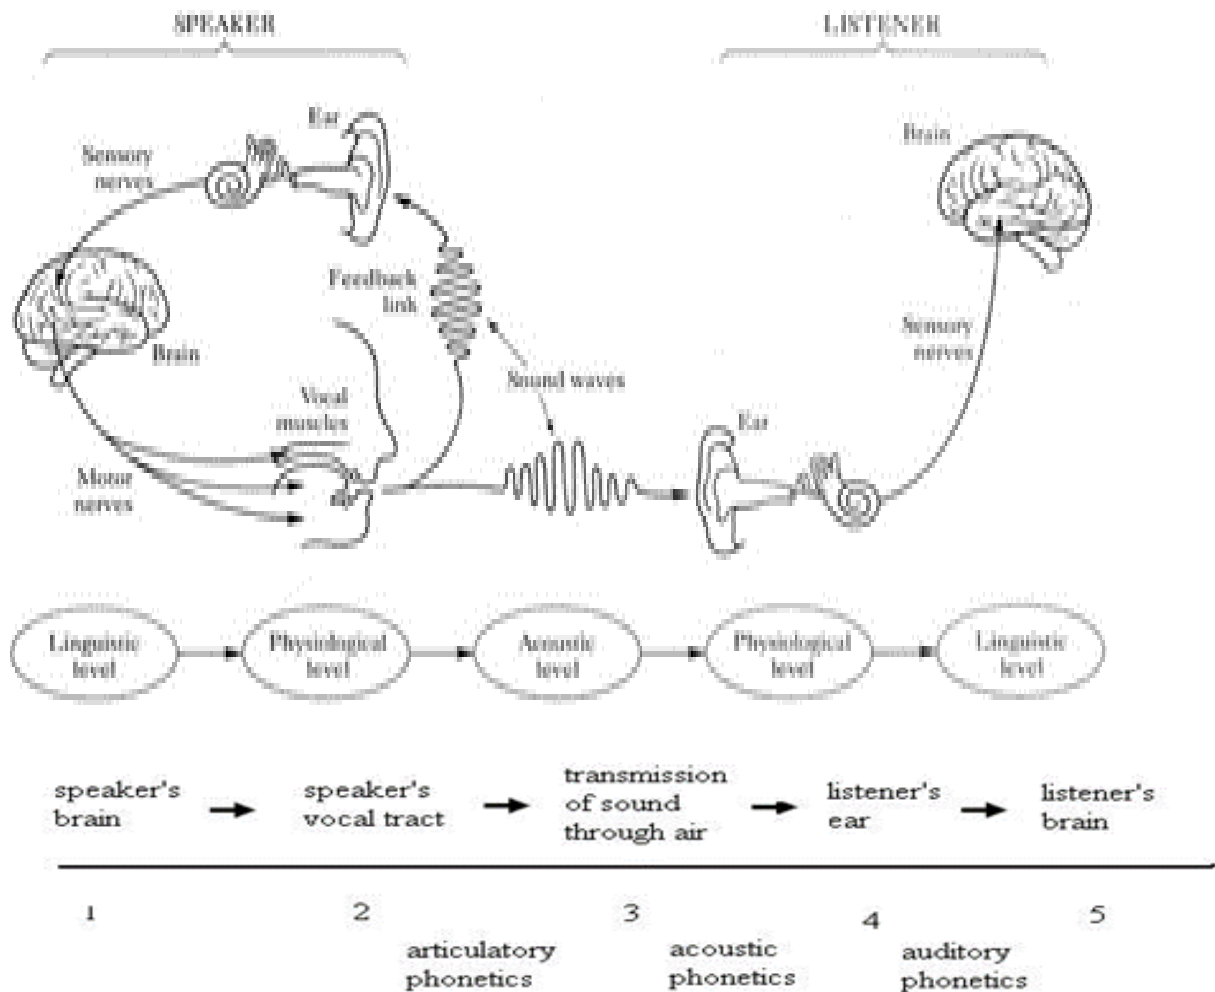 SPEAKER
LISTENER
Ear
Sensory
nerves
Brain
Feedback
link
Brain
Sound waves
Sensory
nerves
Vocal
muscles
Ear
Motor
nerves
Linguistic
level
Physiological
level
Acoustic
level
Physiological
level
Linguistic
level
speaker's
brain
speaker's
vocal tract
transmission
of sound
through air
listener's
ear
listener's
brain
1
2
3
4
5
articulatory
phonetics
acoustic
phonetics
auditory
phonetics